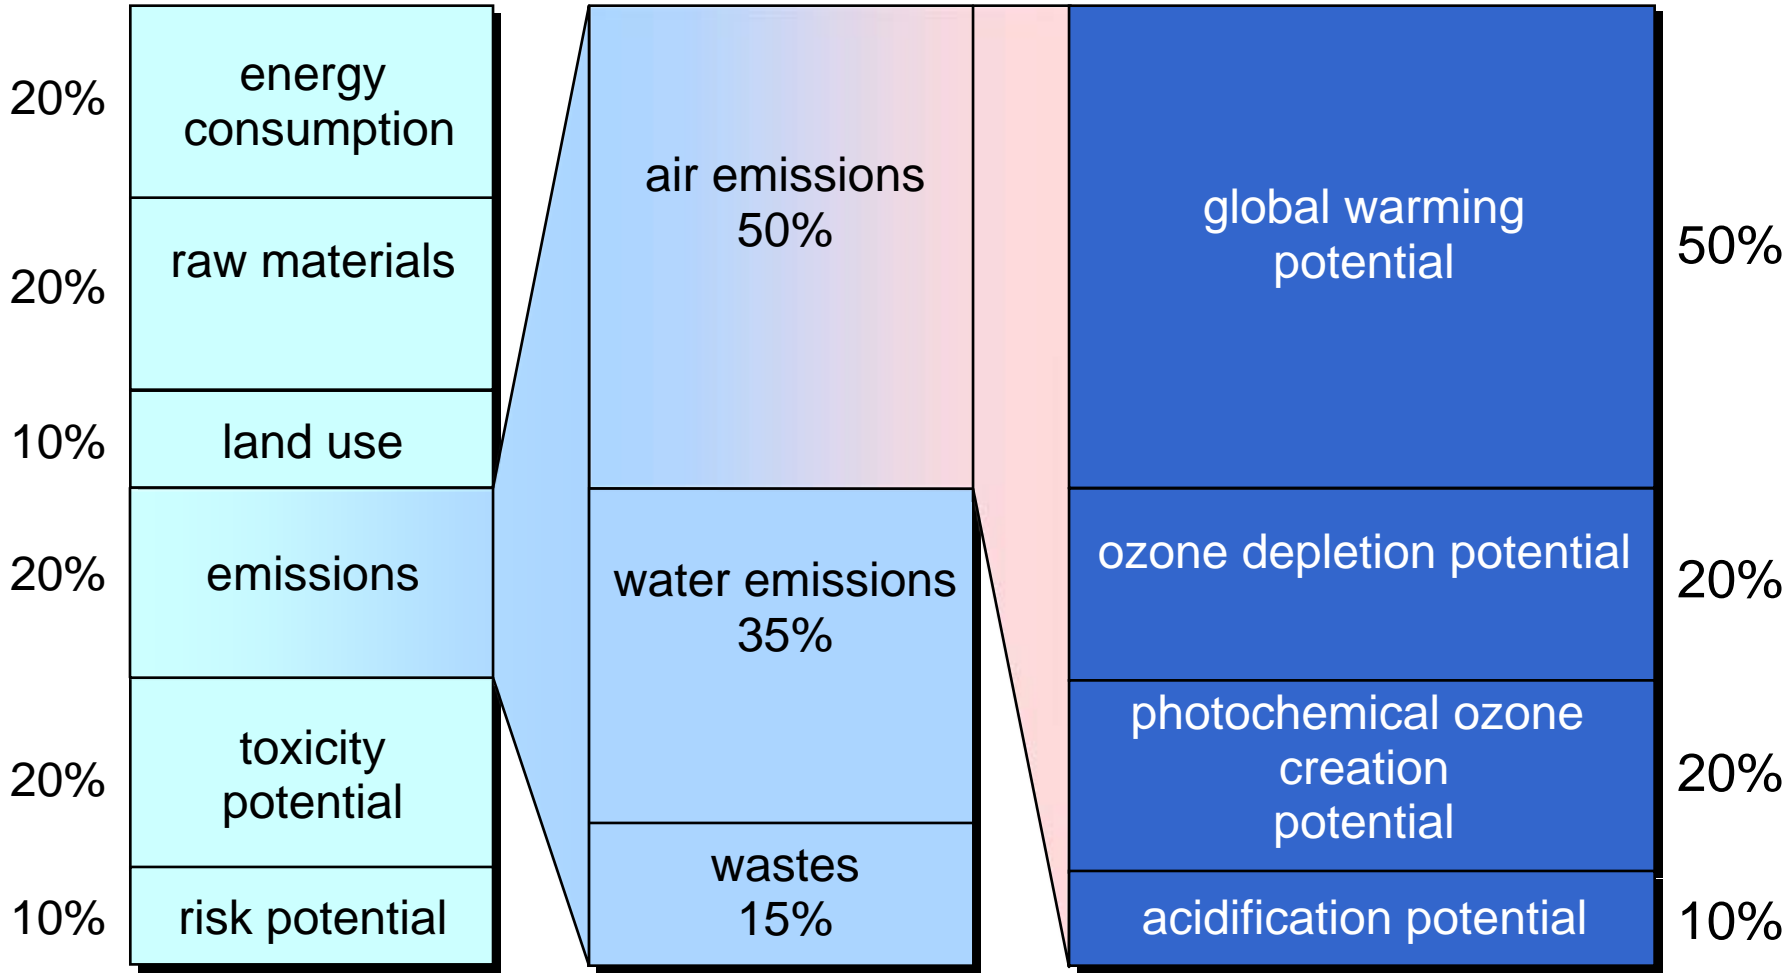 20%
energy
consumption
20%
raw materials
10%
land use
20%
emissions
20%
toxicity
potential
10%
risk potential
air emissions
50%
water emissions
35%
wastes
15%
global warming
potential
50%
ozone depletion potential
20%
photochemical ozone
creation
potential
20%
acidification potential
10%